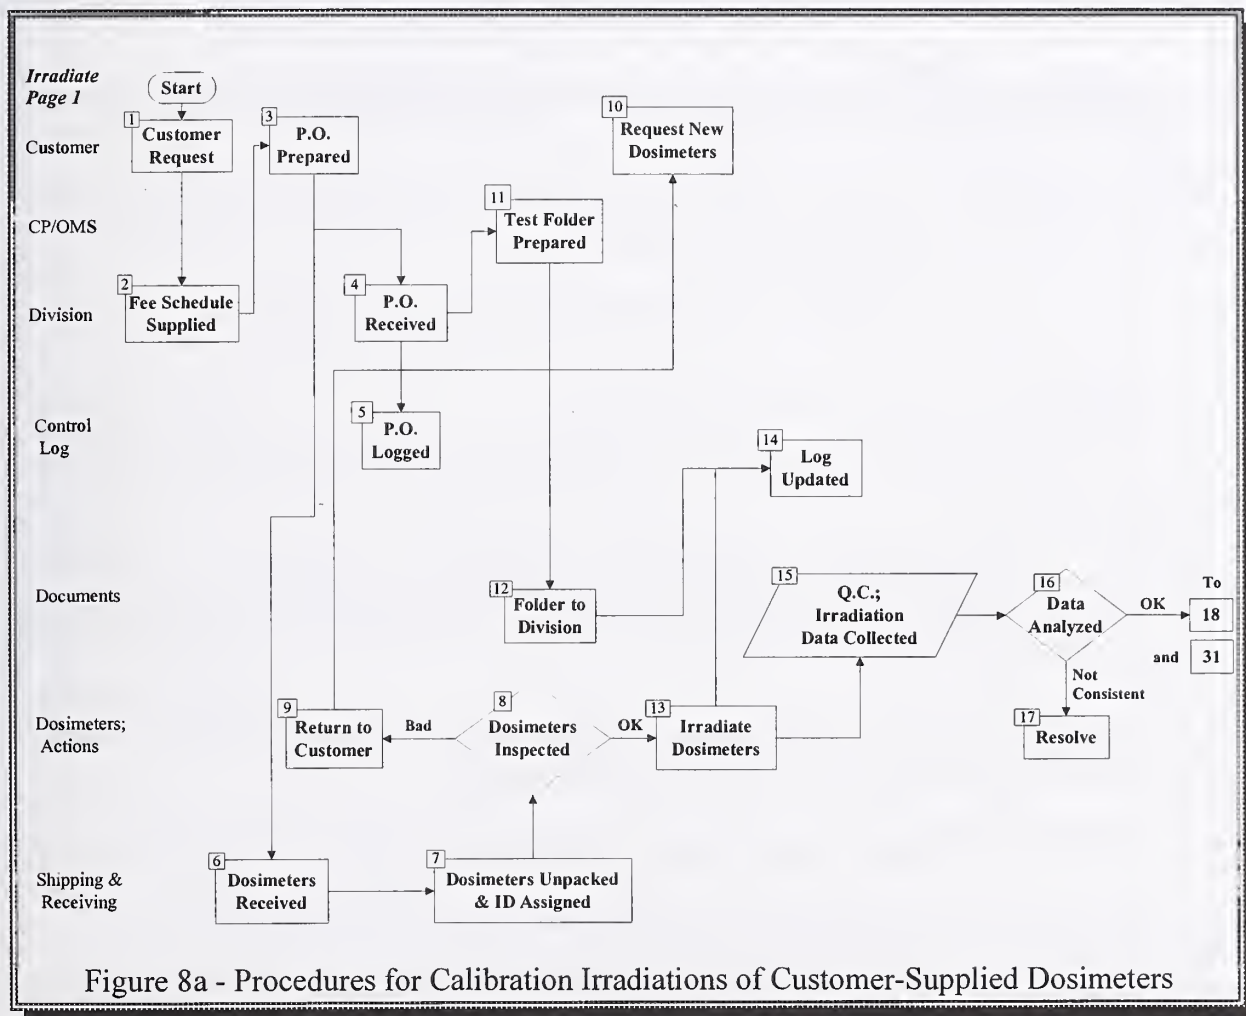 Irradiate
Page 1
Start
1
Customer
Request
3
P.O.
Prepared
10
Request New
Dosimeters
Customer
11
Test Folder
Prepared
CP/OMS
2
Fee Schedule
Supplied
4
P.O.
Received
Division
5
P.O.
Logged
Control
Log
14
Log
Updated
12
Folder to
Division
15
Q.C.;
Irradiation
Data Collected
16
Data
Analyzed
OK
To
18
and
31
Documents
Not
Consistent
17
Resolve
9
Return to
Customer
Bad
8
Dosimeters
Inspected
OK
13
Irradiate
Dosimeters
Dosimeters;
Actions
6
Dosimeters
Received
7
Dosimeters Unpacked
& ID Assigned
Shipping &
Receiving
Figure 8a - Procedures for Calibration Irradiations of Customer-Supplied Dosimeters